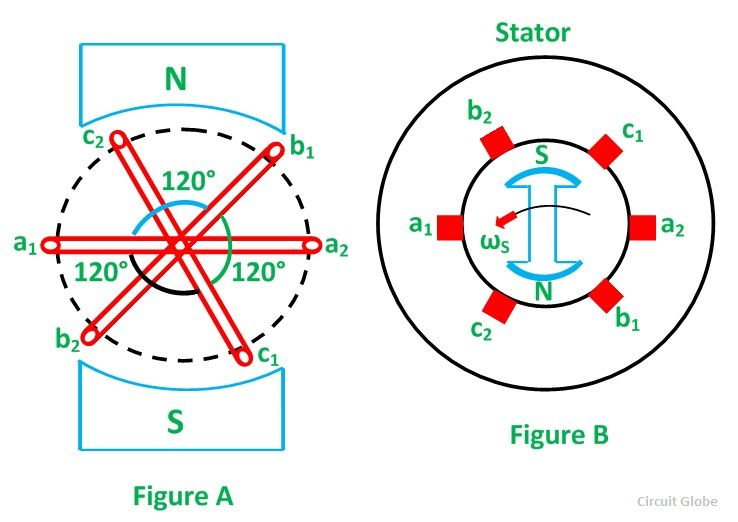 N
c₂
b₁
120°
a₁
a₂
120°
120°
b₂
c₁
S
Figure A
Stator
b₂
c₁
S
a₁
a₂
ωS
N
c₂
b₁
Figure B
Circuit Globe